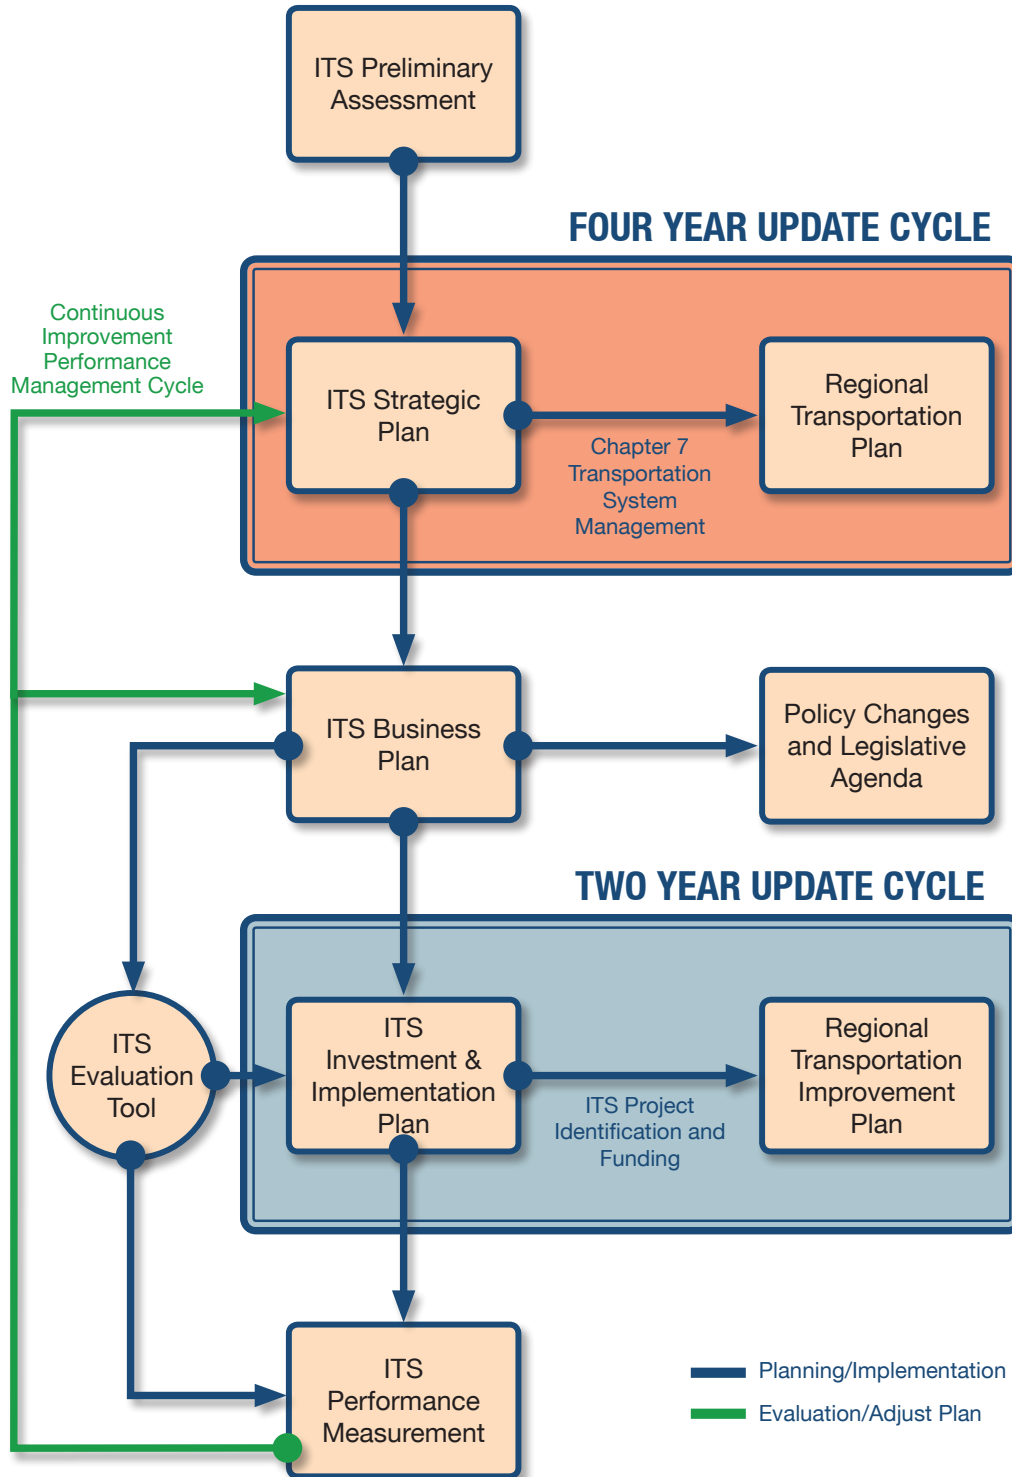 ITS Preliminary
Assessment
FOUR YEAR UPDATE CYCLE
Continuous
Improvement
Performance
Management Cycle
ITS Strategic
Plan
Chapter 7
Transportation
System
Management
Regional
Transportation
Plan
ITS Business
Plan
Policy Changes
and Legislative
Agenda
TWO YEAR UPDATE CYCLE
ITS
Evaluation
Tool
ITS
Investment &
Implementation
Plan
ITS Project
Identification and
Funding
Regional
Transportation
Improvement
Plan
ITS
Performance
Measurement
Planning/Implementation
Evaluation/Adjust Plan